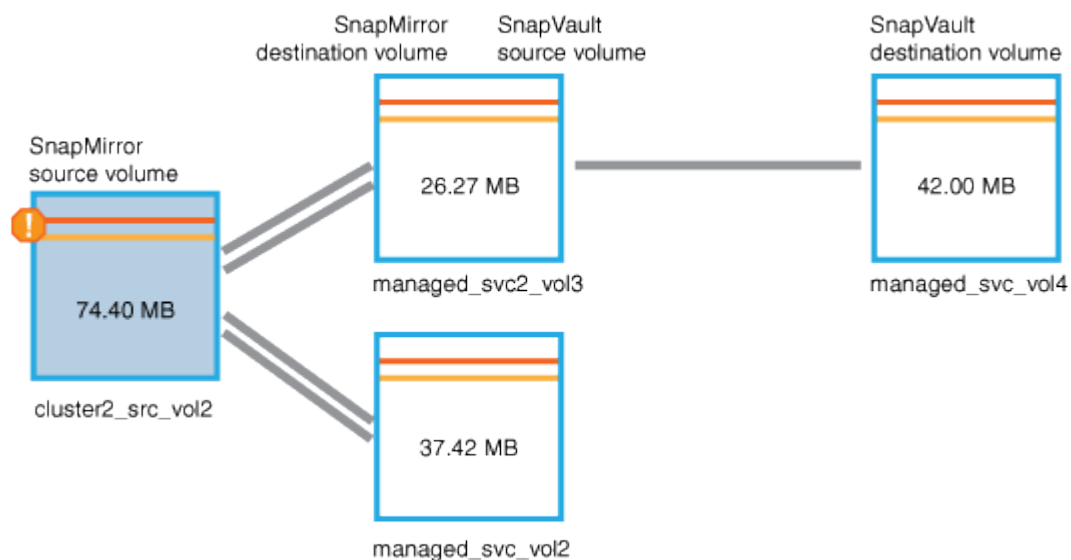 SnapMirror
destination volume
SnapVault
source volume
SnapVault
destination volume
SnapMirror
source volume
!
26.27 MB
42.00 MB
managed_svc2_vol3
managed_svc_vol4
74.40 MB
cluster2_src_vol2
37.42 MB
managed_svc_vol2